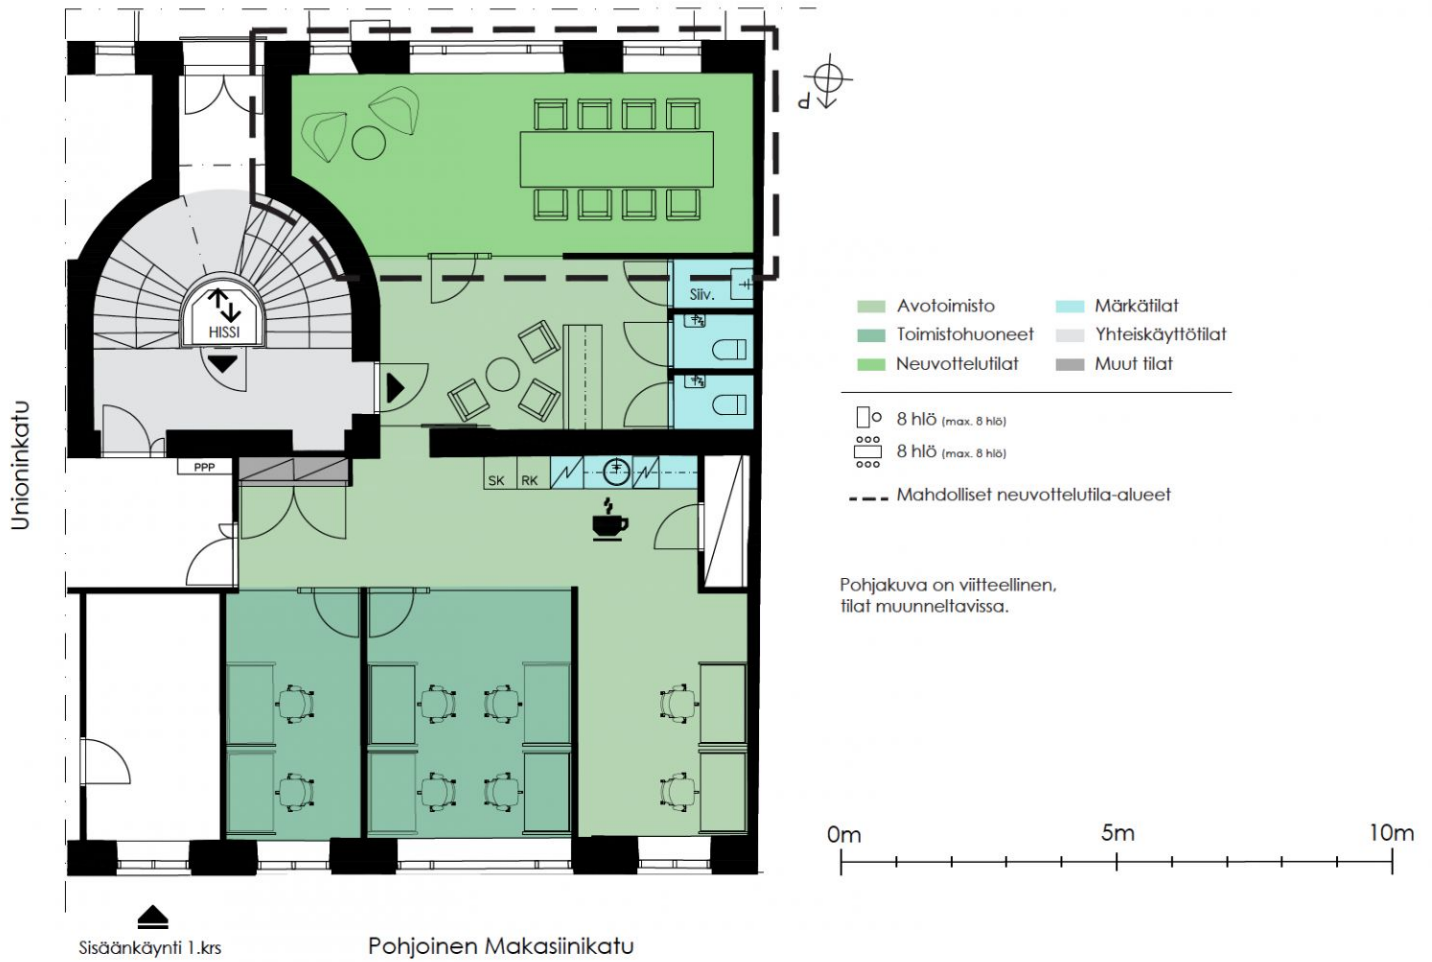 p
HISSI
Siiv.
PPP
SK
RK
Unioninkatu
Sisäänkäynti 1.krs
Pohjoinen Makasiinikatu
Avotoimisto
Märkätilat
Toimistohuoneet
Yhteiskäyttötilat
Neuvottelutilat
Muut tilat
8 hlö (max. 8 hlö)
8 hlö (max. 8 hlö)
Mahdolliset neuvottelutila-alueet
Pohjakuva on viitteellinen,
tilat muunneltavissa.
0m 5m 10m